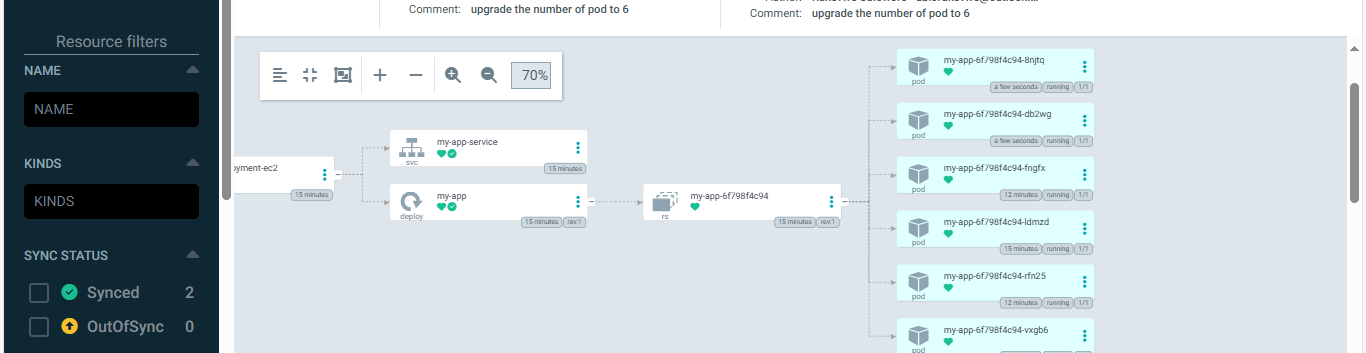 Comment: upgrade the number of pod to 6
Comment: upgrade the number of pod to 6
Resource filters
NAME
NAME
KINDS
KINDS
SYNC STATUS
Synced 2
OutOfSync 0
70%
yment-ec2
15 minutes
my-app-service
svc
15 minutes
my-app
deploy
15 minutes rev:1
my-app-6f798f4c94
rs
15 minutes rev:1
my-app-6f798f4c94-8njtq
pod
a few seconds running 1/1
my-app-6f798f4c94-db2wg
pod
a few seconds running 1/1
my-app-6f798f4c94-fngfx
pod
12 minutes running 1/1
my-app-6f798f4c94-ldmzd
pod
15 minutes running 1/1
my-app-6f798f4c94-rfn25
pod
12 minutes running 1/1
my-app-6f798f4c94-vxgb6
pod